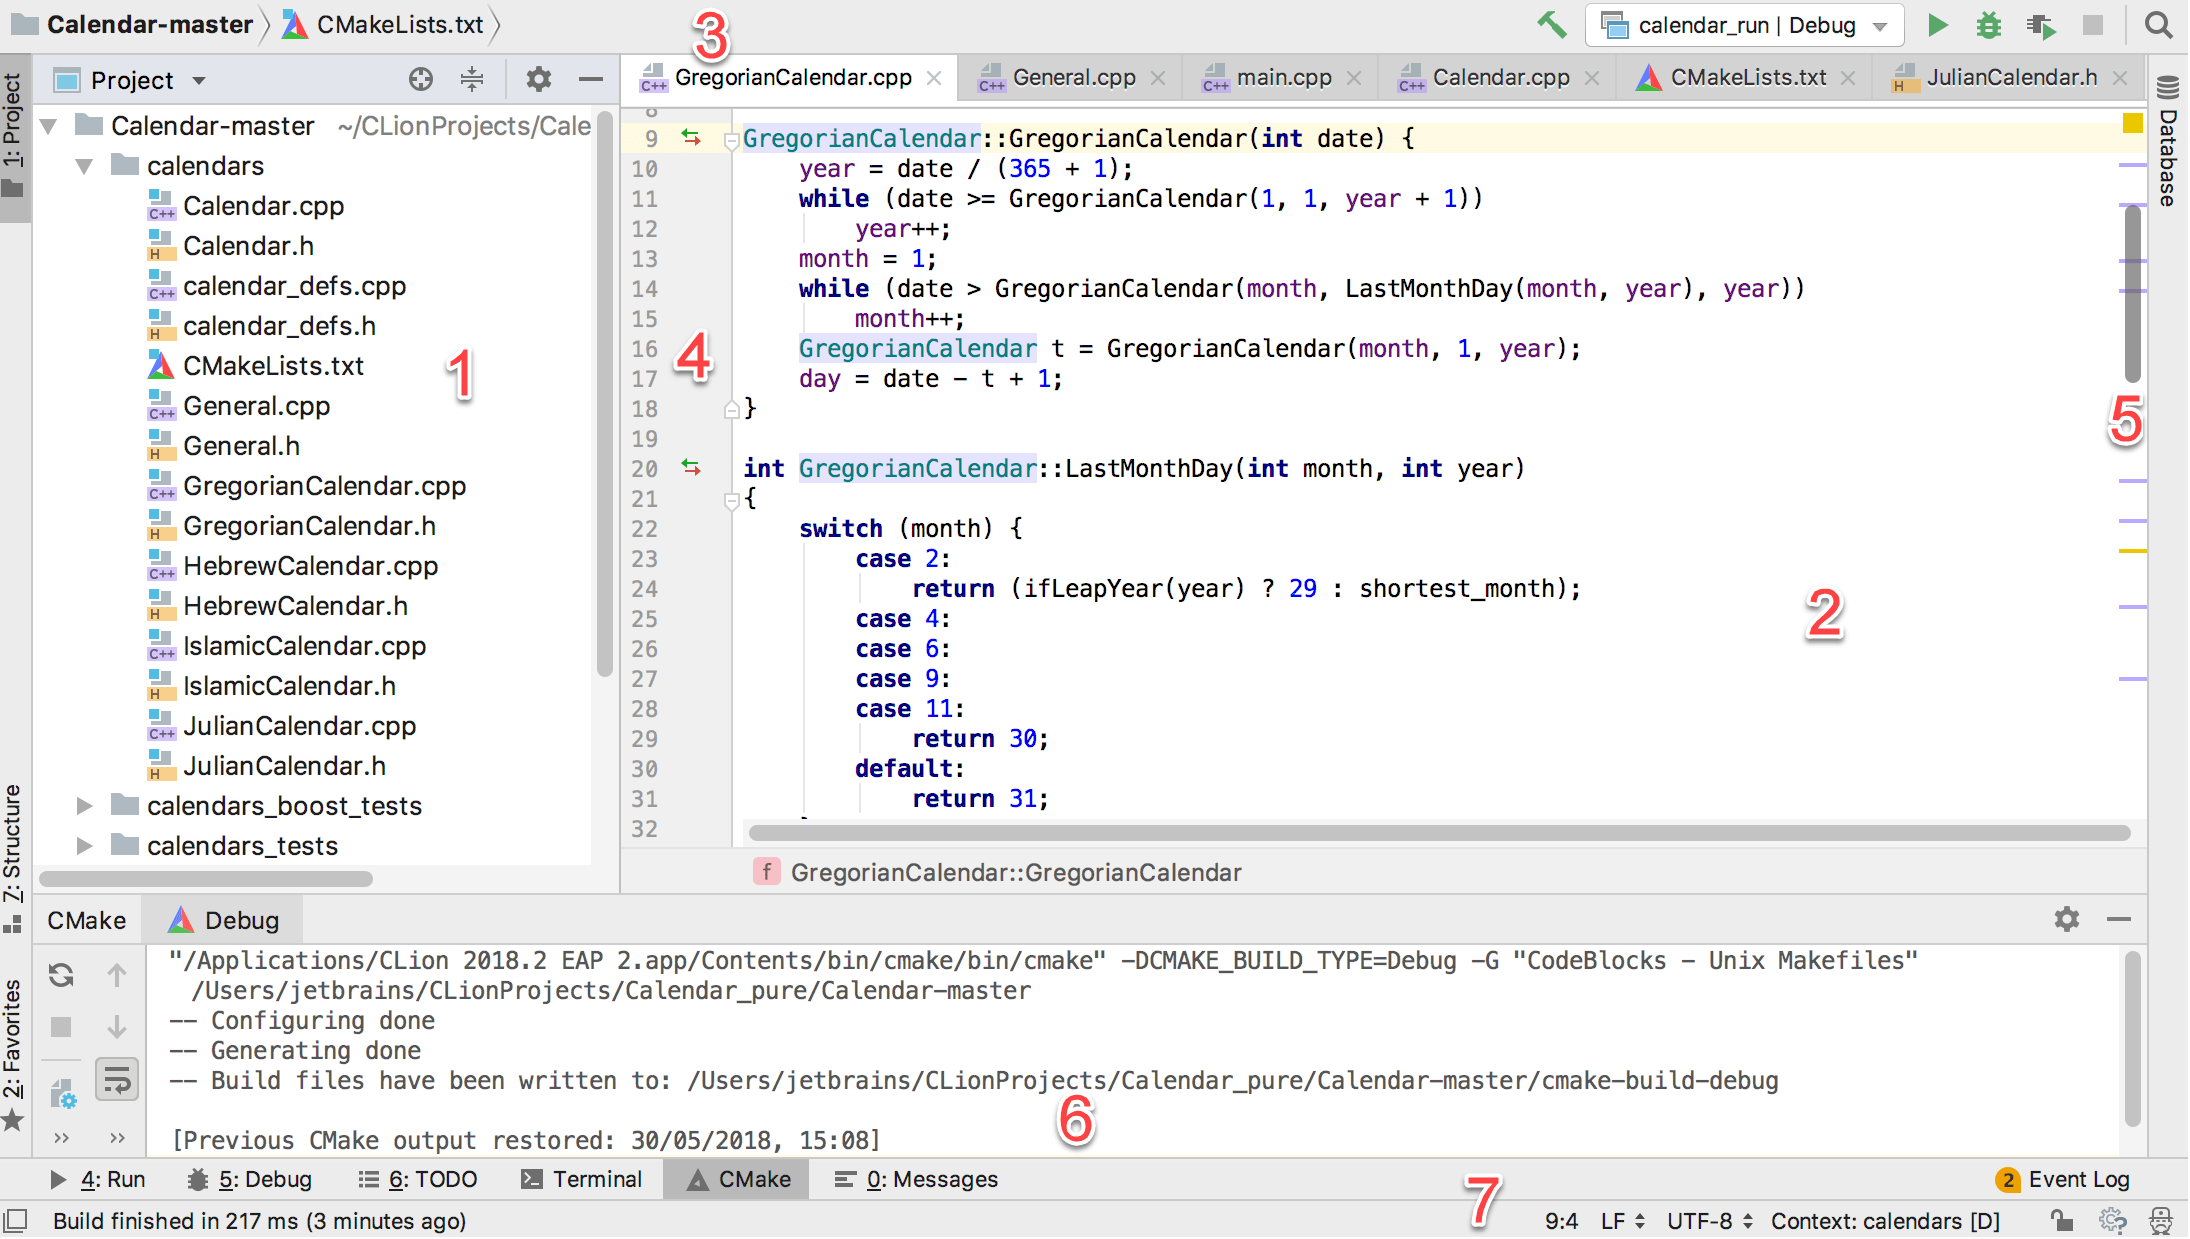 Calendar-master
CMakeLists.txt
3
calendar_run | Debug
1: Project
Project
GregorianCalendar.cpp
General.cpp
main.cpp
Calendar.cpp
CMakeLists.txt
JulianCalendar.h
Database
Calendar-master ~/CLionProjects/Cale
calendars
Calendar.cpp
Calendar.h
calendar_defs.cpp
calendar_defs.h
CMakeLists.txt
1
General.cpp
General.h
GregorianCalendar.cpp
GregorianCalendar.h
HebrewCalendar.cpp
HebrewCalendar.h
IslamicCalendar.cpp
IslamicCalendar.h
JulianCalendar.cpp
JulianCalendar.h
calendars_boost_tests
calendars_tests
7: Structure
2: Favorites
8
9 GregorianCalendar::GregorianCalendar(int date) {
10 year = date / (365 + 1);
11 while (date >= GregorianCalendar(1, 1, year + 1))
12 year++;
13 month = 1;
14 while (date > GregorianCalendar(month, LastMonthDay(month, year), year))
15 month++;
16 GregorianCalendar t = GregorianCalendar(month, 1, year);
4
17 day = date - t + 1;
18 }
5
19
20 int GregorianCalendar::LastMonthDay(int month, int year)
21 {
22 switch (month) {
23 case 2:
24 return (ifLeapYear(year) ? 29 : shortest_month);
2
25 case 4:
26 case 6:
27 case 9:
28 case 11:
29 return 30;
30 default:
31 return 31;
32
f GregorianCalendar::GregorianCalendar
CMake Debug
"/Applications/CLion 2018.2 EAP 2.app/Contents/bin/cmake/bin/cmake" -DCMAKE_BUILD_TYPE=Debug -G "CodeBlocks - Unix Makefiles"
/Users/jetbrains/CLionProjects/Calendar_pure/Calendar-master
-- Configuring done
-- Generating done
-- Build files have been written to: /Users/jetbrains/CLionProjects/Calendar_pure/Calendar-master/cmake-build-debug
6
[Previous CMake output restored: 30/05/2018, 15:08]
4: Run 5: Debug 6: TODO Terminal CMake 0: Messages 2 Event Log
7
Build finished in 217 ms (3 minutes ago) 9:4 LF UTF-8 Context: calendars [D]